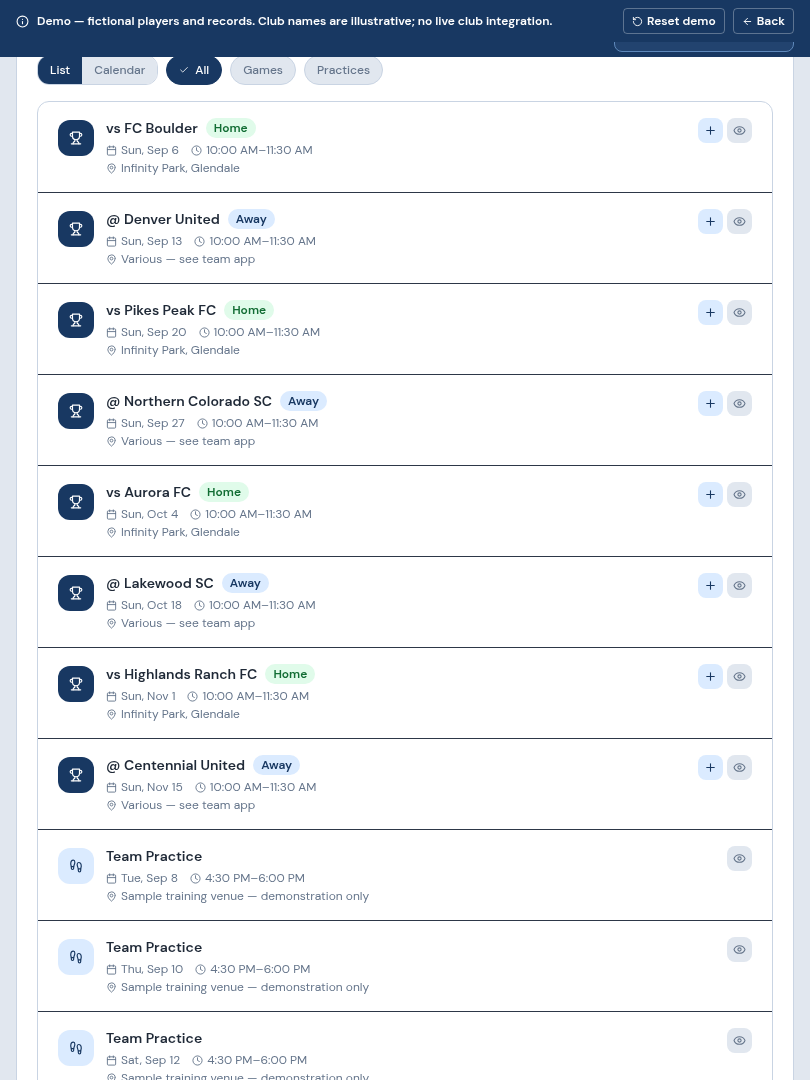 Demo — fictional players and records. Club names are illustrative; no live club integration.
Reset demo
Back
List
Calendar
All
Games
Practices
vs FC Boulder Home
Sun, Sep 6 10:00 AM–11:30 AM
Infinity Park, Glendale
@ Denver United Away
Sun, Sep 13 10:00 AM–11:30 AM
Various — see team app
vs Pikes Peak FC Home
Sun, Sep 20 10:00 AM–11:30 AM
Infinity Park, Glendale
@ Northern Colorado SC Away
Sun, Sep 27 10:00 AM–11:30 AM
Various — see team app
vs Aurora FC Home
Sun, Oct 4 10:00 AM–11:30 AM
Infinity Park, Glendale
@ Lakewood SC Away
Sun, Oct 18 10:00 AM–11:30 AM
Various — see team app
vs Highlands Ranch FC Home
Sun, Nov 1 10:00 AM–11:30 AM
Infinity Park, Glendale
@ Centennial United Away
Sun, Nov 15 10:00 AM–11:30 AM
Various — see team app
Team Practice
Tue, Sep 8 4:30 PM–6:00 PM
Sample training venue — demonstration only
Team Practice
Thu, Sep 10 4:30 PM–6:00 PM
Sample training venue — demonstration only
Team Practice
Sat, Sep 12 4:30 PM–6:00 PM
Sample training venue — demonstration only